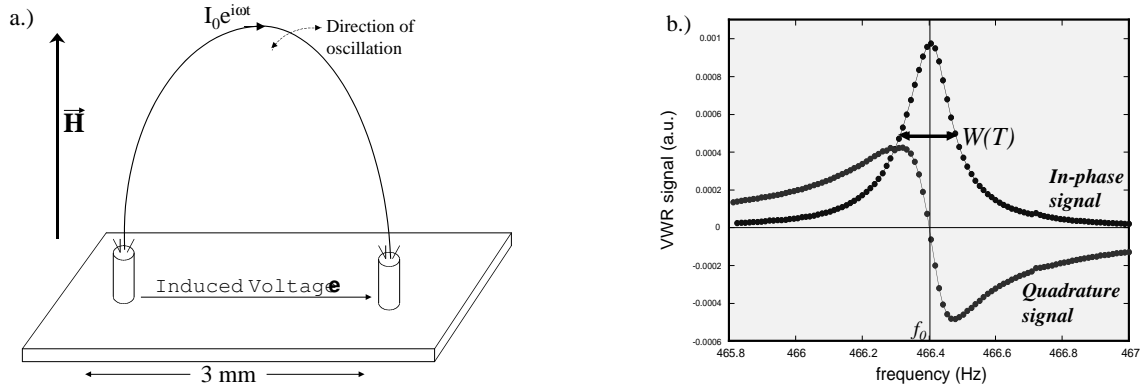 a.)
I₀e^{iωt}
Direction of
oscillation
H
Induced Voltage e
3 mm
b.)
VWR signal (a.u.)
0.001
0.0008
0.0006
0.0004
0.0002
0
-0.0002
-0.0004
-0.0006
W(T)
In-phase
signal
Quadrature
signal
f₀
465.8 466 466.2 466.4 466.6 466.8 467
frequency (Hz)